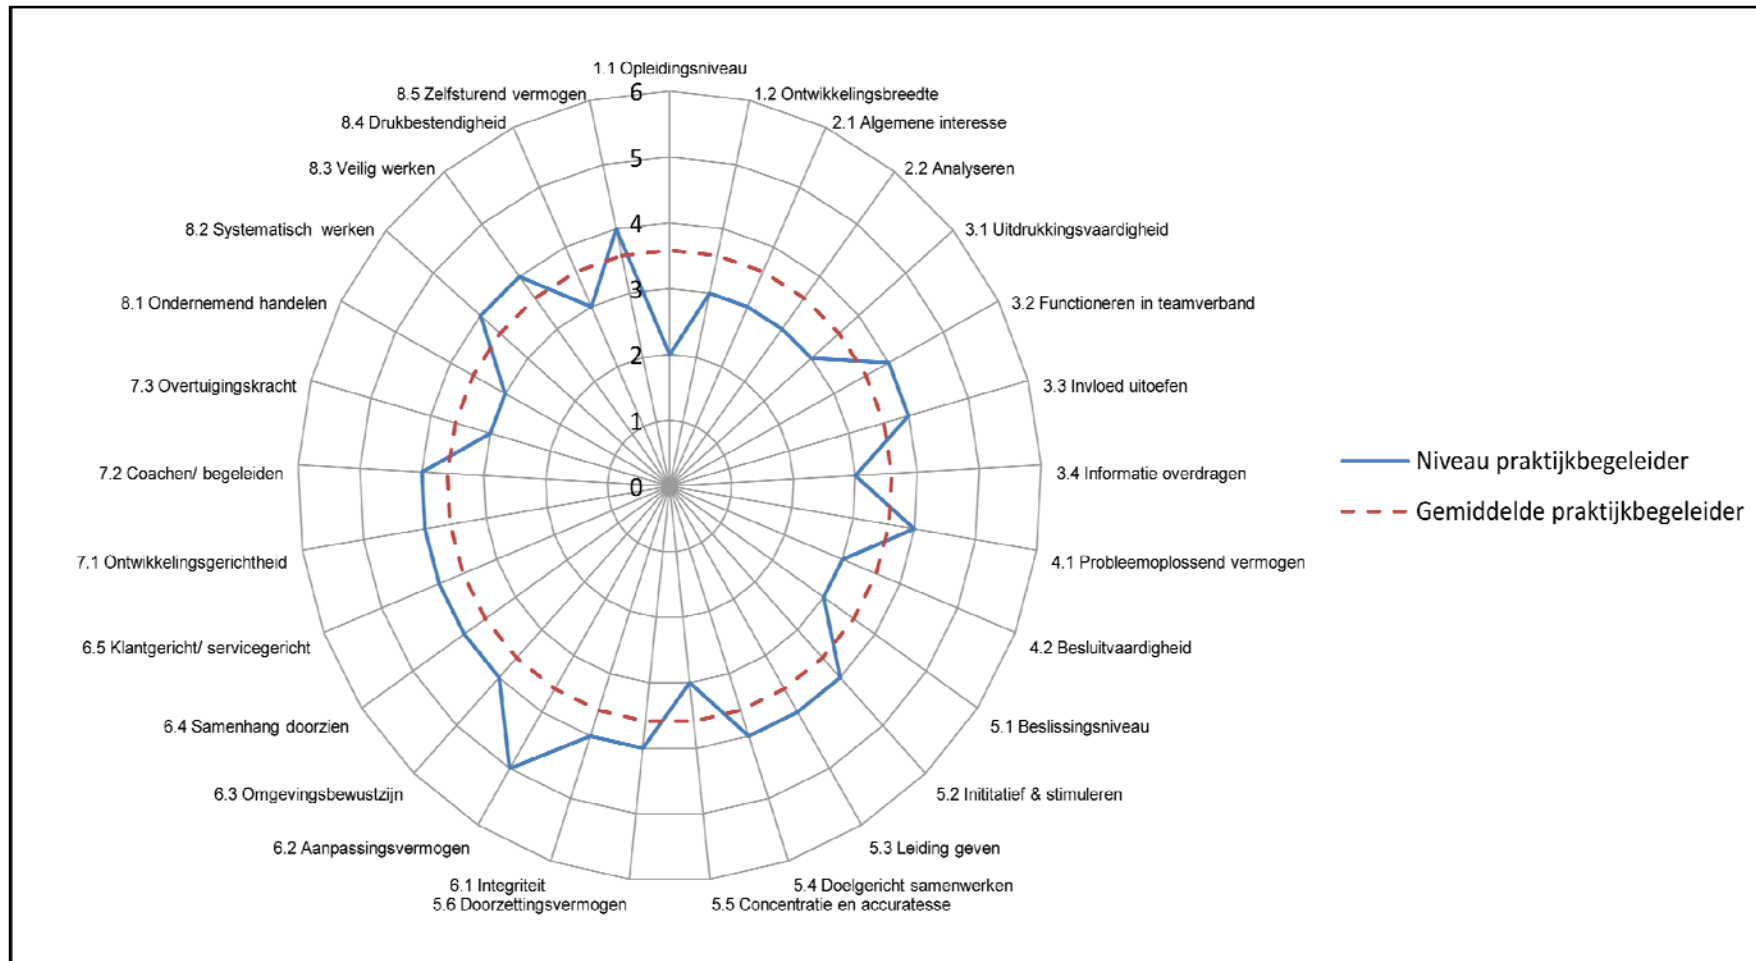 1.1 Opleidingsniveau
1.2 Ontwikkelingsbreedte
2.1 Algemene interesse
2.2 Analyseren
3.1 Uitdrukkingsvaardigheid
3.2 Functioneren in teamverband
3.3 Invloed uitoefen
3.4 Informatie overdragen
4.1 Probleemoplossend vermogen
4.2 Besluitvaardigheid
5.1 Beslissingsniveau
5.2 Inititatief & stimuleren
5.3 Leiding geven
5.4 Doelgericht samenwerken
5.5 Concentratie en accuratesse
5.6 Doorzettingsvermogen
6.1 Integriteit
6.2 Aanpassingsvermogen
6.3 Omgevingsbewustzijn
6.4 Samenhang doorzien
6.5 Klantgericht/ servicegericht
7.1 Ontwikkelingsgerichtheid
7.2 Coachen/ begeleiden
7.3 Overtuigingskracht
8.1 Ondernemend handelen
8.2 Systematisch werken
8.3 Veilig werken
8.4 Drukbestendigheid
8.5 Zelfsturend vermogen
6
5
4
3
2
1
0
Niveau praktijkbegeleider
Gemiddelde praktijkbegeleider